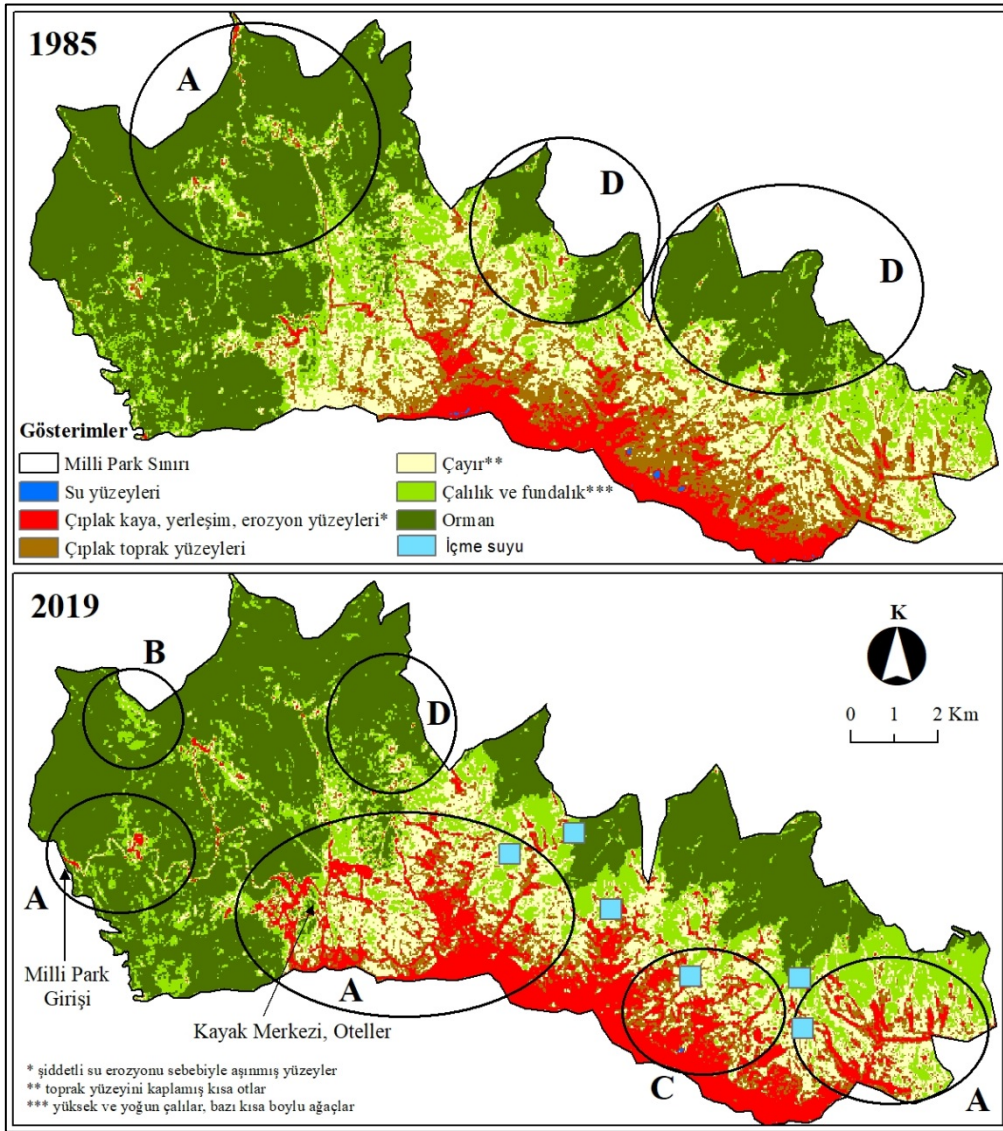 1985
A
D
D
Gösterimler
Milli Park Sınırı
Su yüzeyleri
Çıplak kaya, yerleşim, erozyon yüzeyleri*
Çıplak toprak yüzeyleri
Çayır**
Çalılık ve fundalık***
Orman
İçme suyu
2019
K
0 1 2 Km
B
D
A
Milli Park
Girişi
A
Kayak Merkezi, Oteller
C
A
* şiddetli su erozyonu sebebiyle aşınmış yüzeyler
** toprak yüzeyini kaplamış kısa otlar
*** yüksek ve yoğun çalılar, bazı kısa boylu ağaçlar